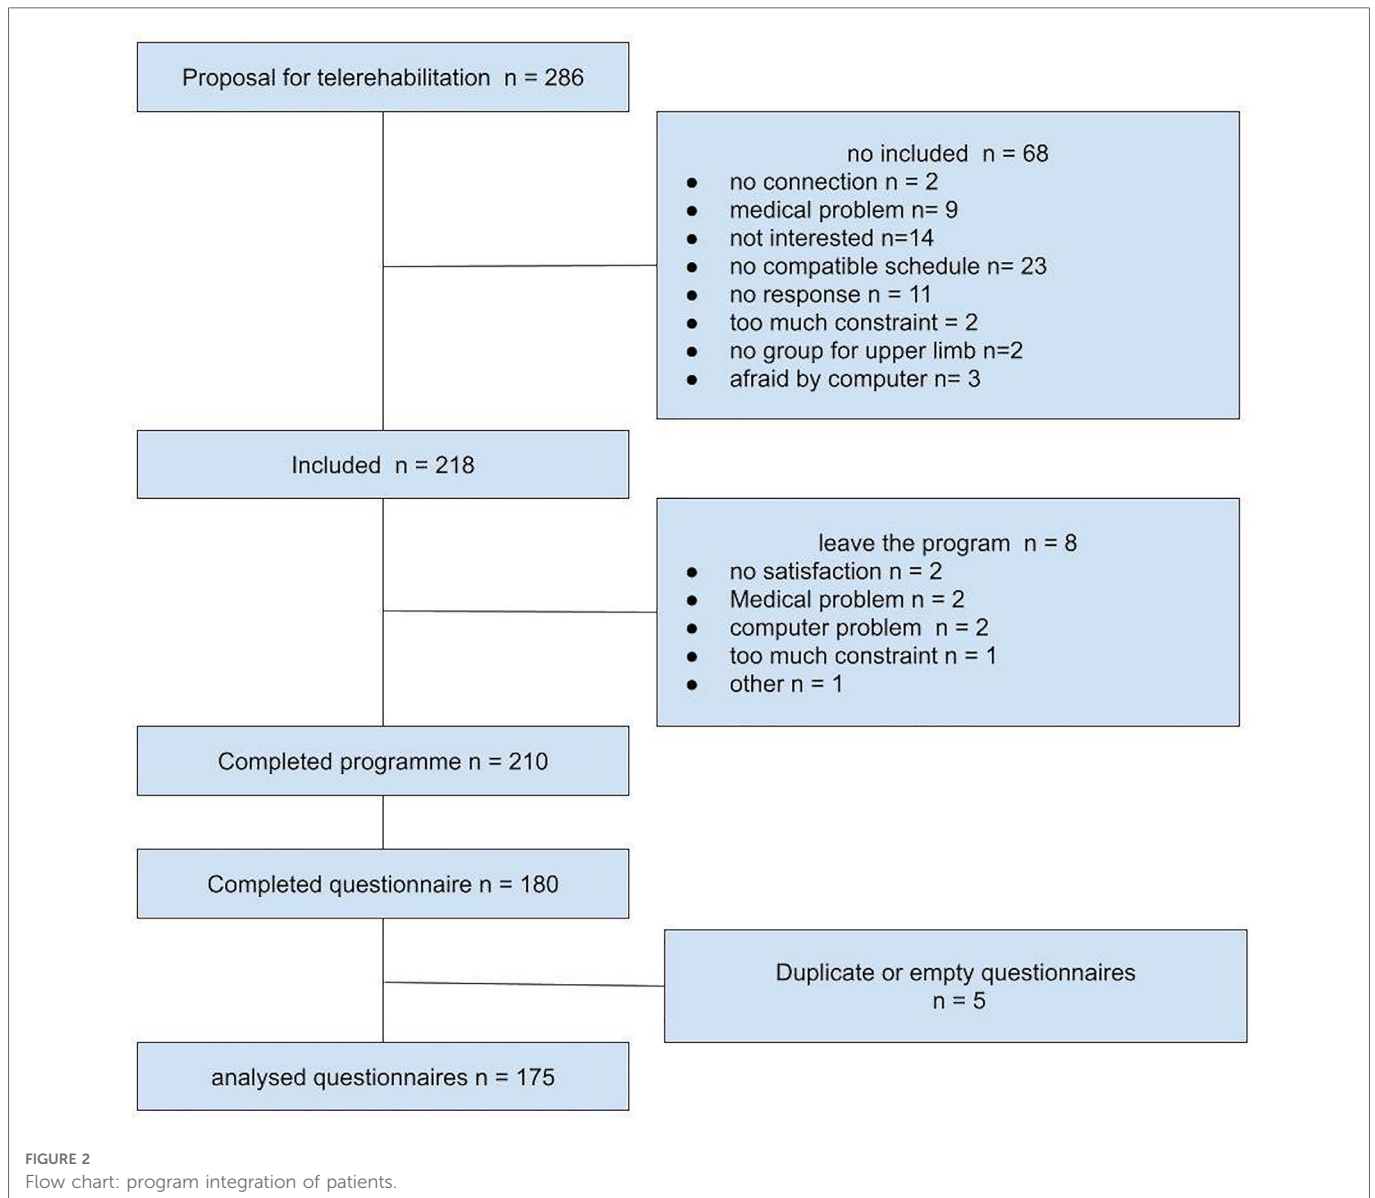 Proposal for telerehabilitation n = 286
no included n = 68
● no connection n = 2
● medical problem n= 9
● not interested n=14
● no compatible schedule n= 23
● no response n = 11
● too much constraint = 2
● no group for upper limb n=2
● afraid by computer n= 3
Included n = 218
leave the program n = 8
● no satisfaction n = 2
● Medical problem n = 2
● computer problem n = 2
● too much constraint n = 1
● other n = 1
Completed programme n = 210
Completed questionnaire n = 180
Duplicate or empty questionnaires
n = 5
analysed questionnaires n = 175
FIGURE 2
Flow chart: program integration of patients.